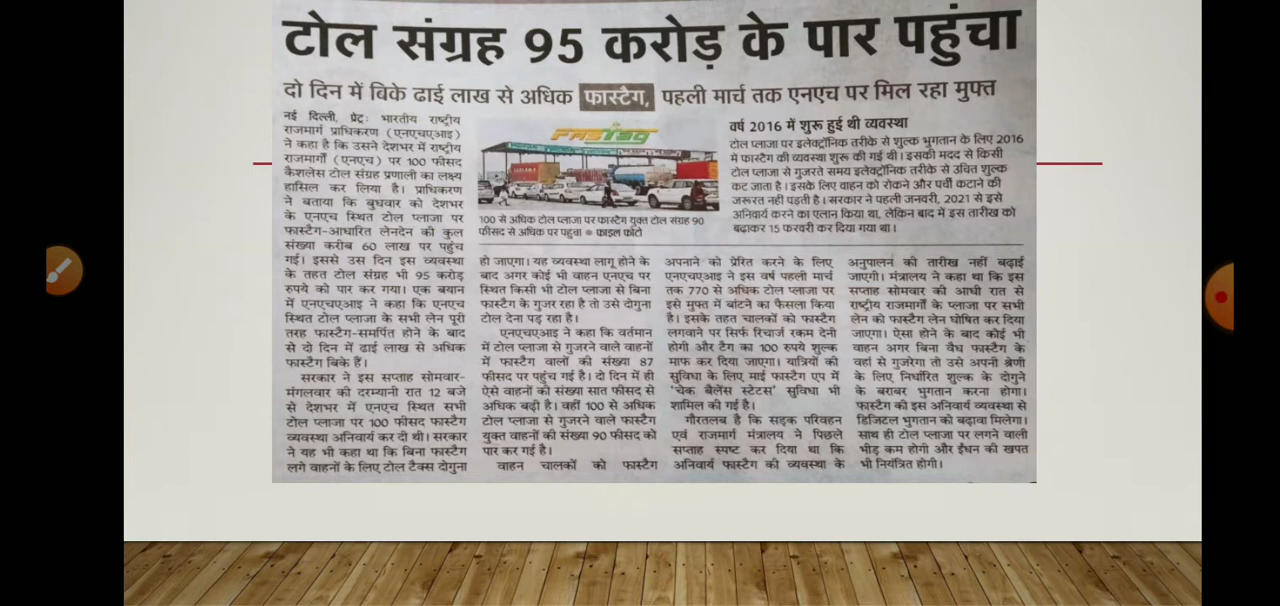 टोल संग्रह 95 करोड़ के पार पहुंचा
दो दिन में विके ढाई लाख से अधिक फास्टैग, पहली मार्च तक एनएच पर मिल रहा मुफ्त
नई दिल्ली, प्रेट्र: भारतीय राष्ट्रीय
राजमार्ग प्राधिकरण (एनएचएआइ)
ने कहा है कि उसने देशभर में राष्ट्रीय
राजमार्गों (एनएच) पर 100 फीसद
कैशलेस टोल संग्रह प्रणाली का लक्ष्य
हासिल कर लिया है। प्राधिकरण
ने बताया कि बुधवार को देशभर
के एनएच स्थित टोल प्लाजा पर
फास्टैग-आधारित लेनदेन की कुल
संख्या करीब 60 लाख पर पहुंच
गई। इससे उस दिन इस व्यवस्था
के तहत टोल संग्रह भी 95 करोड़
रुपये को पार कर गया। एक बयान
में एनएचएआइ ने कहा कि एनएच
स्थित टोल प्लाजा के सभी लेन पूरी
तरह फास्टैग-समर्पित होने के बाद
से दो दिन में ढाई लाख से अधिक
फास्टैग बिके हैं।
सरकार ने इस सप्ताह सोमवार-
मंगलवार की दरम्यानी रात 12 बजे
से देशभर में एनएच स्थित सभी
टोल प्लाजा पर 100 फीसद फास्टैग
व्यवस्था अनिवार्य कर दी थी। सरकार
ने यह भी कहा था कि बिना फास्टैग
लगे वाहनों के लिए टोल टैक्स दोगुना
FASTag
100 से अधिक टोल प्लाजा पर फास्टैग युक्त टोल संग्रह 90
फीसद से अधिक पर पहुंचा ● फाइल फोटो
हो जाएगा। यह व्यवस्था लागू होने के
बाद अगर कोई भी वाहन एनएच पर
स्थित किसी भी टोल प्लाजा से बिना
फास्टैग के गुजर रहा है तो उसे दोगुना
टोल देना पड़ रहा है।
एनएचएआइ ने कहा कि वर्तमान
में टोल प्लाजा से गुजरने वाले वाहनों
में फास्टैग वालों की संख्या 87
फीसद पर पहुंच गई है। दो दिन में ही
ऐसे वाहनों की संख्या सात फीसद से
अधिक बढ़ी है। वहीं 100 से अधिक
टोल प्लाजा से गुजरने वाले फास्टैग
युक्त वाहनों की संख्या 90 फीसद को
पार कर गई है।
वाहन चालकों को फास्टैग
वर्ष 2016 में शुरू हुई थी व्यवस्था
टोल प्लाजा पर इलेक्ट्रॉनिक तरीके से शुल्क भुगतान के लिए 2016
में फास्टैग की व्यवस्था शुरू की गई थी। इसकी मदद से किसी
टोल प्लाजा से गुजरते समय इलेक्ट्रॉनिक तरीके से उचित शुल्क
कट जाता है। इसके लिए वाहन को रोकने और पर्ची कटाने की
जरूरत नहीं पड़ती है। सरकार ने पहली जनवरी, 2021 से इसे
अनिवार्य करने का एलान किया था, लेकिन बाद में इस तारीख को
बढ़ाकर 15 फरवरी कर दिया गया था।
अपनाने को प्रेरित करने के लिए
एनएचएआइ ने इस वर्ष पहली मार्च
तक 770 से अधिक टोल प्लाजा पर
इसे मुफ्त में बांटने का फैसला किया
है। इसके तहत चालकों को फास्टैग
लगवाने पर सिर्फ रिचार्ज रकम देनी
होगी और टैग का 100 रुपये शुल्क
माफ कर दिया जाएगा। यात्रियों की
सुविधा के लिए माई फास्टैग एप में
'चेक बैलेंस स्टेटस' सुविधा भी
शामिल की गई है।
गौरतलब है कि सड़क परिवहन
एवं राजमार्ग मंत्रालय ने पिछले
सप्ताह स्पष्ट कर दिया था कि
अनिवार्य फास्टैग की व्यवस्था के
अनुपालन की तारीख नहीं बढ़ाई
जाएगी। मंत्रालय ने कहा था कि इस
सप्ताह सोमवार की आधी रात से
राष्ट्रीय राजमार्गों के प्लाजा पर सभी
लेन को फास्टैग लेन घोषित कर दिया
जाएगा। ऐसा होने के बाद कोई भी
वाहन अगर बिना वैध फास्टैग के
वहां से गुजरेगा तो उसे अपनी श्रेणी
के लिए निर्धारित शुल्क के दोगुने
के बराबर भुगतान करना होगा।
फास्टैग की इस अनिवार्य व्यवस्था से
डिजिटल भुगतान को बढ़ावा मिलेगा।
साथ ही टोल प्लाजा पर लगने वाली
भीड़ कम होगी और ईंधन की खपत
भी नियंत्रित होगी।